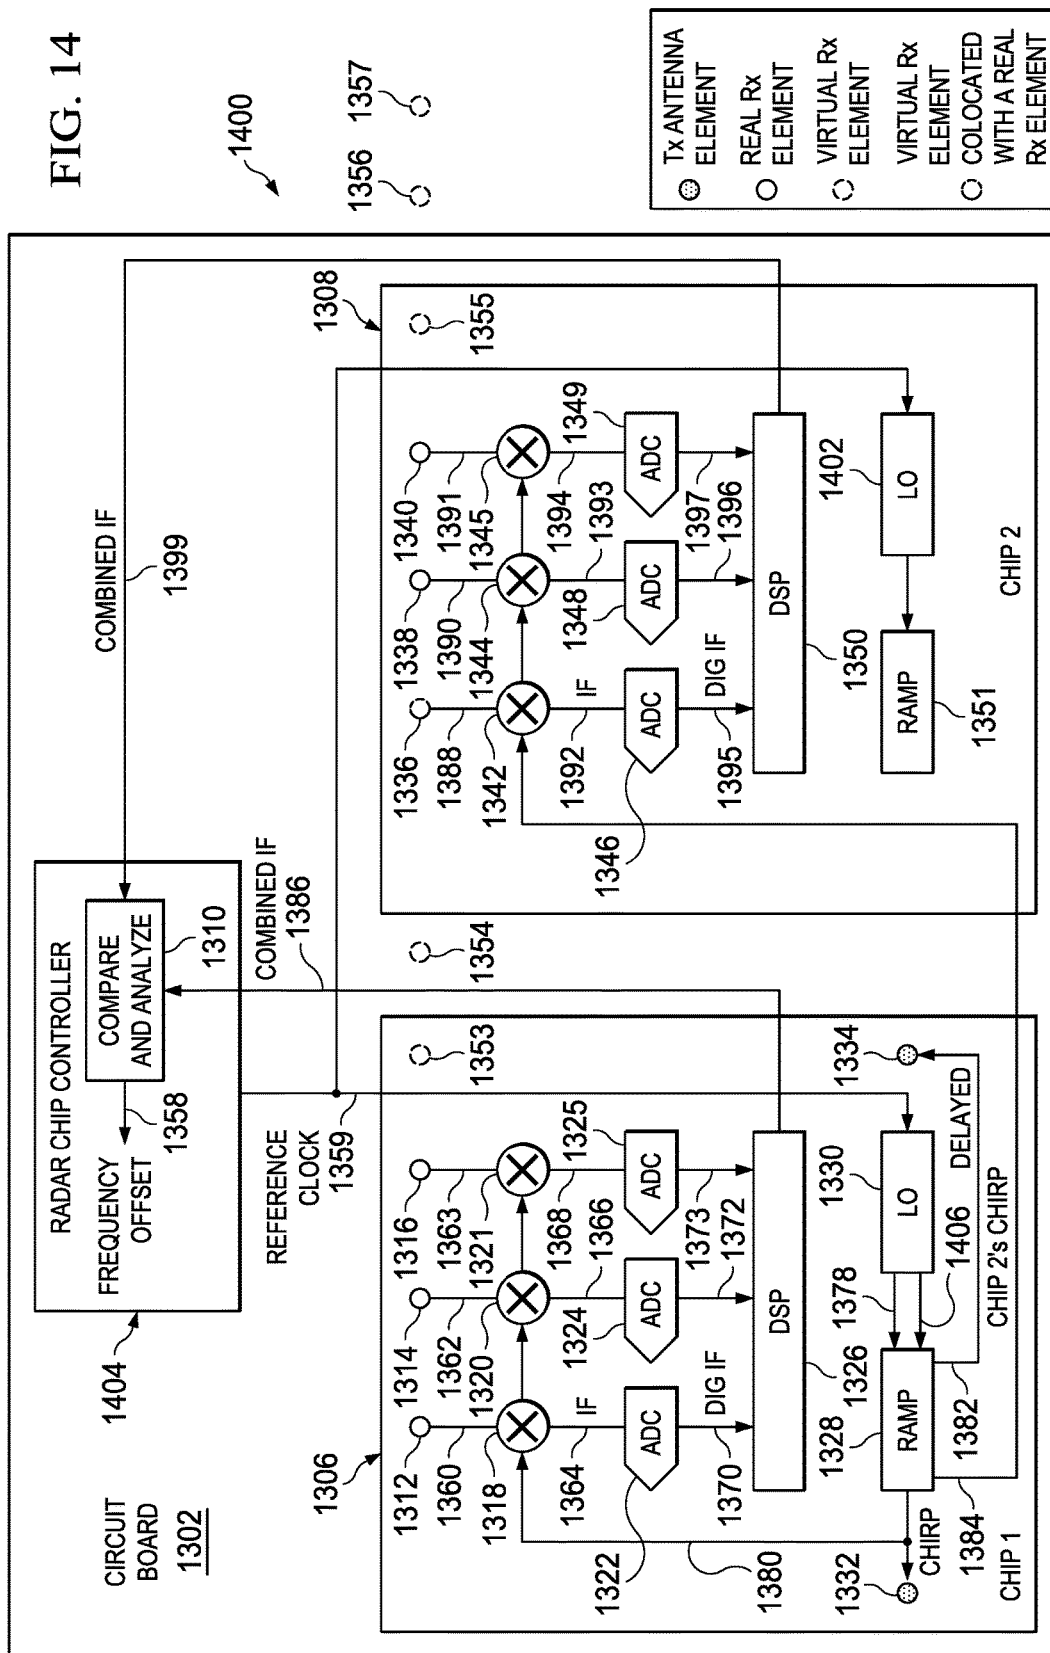 FIG. 14
1400
1356
1357
Tx ANTENNA
ELEMENT
REAL Rx
ELEMENT
VIRTUAL Rx
ELEMENT
VIRTUAL Rx
ELEMENT
COLOCATED
WITH A REAL
Rx ELEMENT
CIRCUIT
BOARD
1302
1404
RADAR CHIP CONTROLLER
COMPARE
AND ANALYZE
1310
1358
FREQUENCY
OFFSET
COMBINED IF
1399
COMBINED IF
1386
REFERENCE
CLOCK
1359
1306
1312
1314
1316
1353
1354
1360
1362
1363
1318
1320
1321
IF
1364
1366
1368
1322
1324
1325
ADC
ADC
ADC
DIG IF
1370
1372
1373
DSP
1326
1380
1328
RAMP
1378
1406
LO
1330
1334
DELAYED
CHIP 2's CHIRP
1382
1384
CHIRP
1332
CHIP 1
1308
1336
1338
1340
1355
1388
1390
1391
1342
1344
1345
IF
1392
1393
1394
1346
1348
1349
ADC
ADC
ADC
DIG IF
1395
1396
1397
DSP
1350
RAMP
1351
LO
1402
CHIP 2